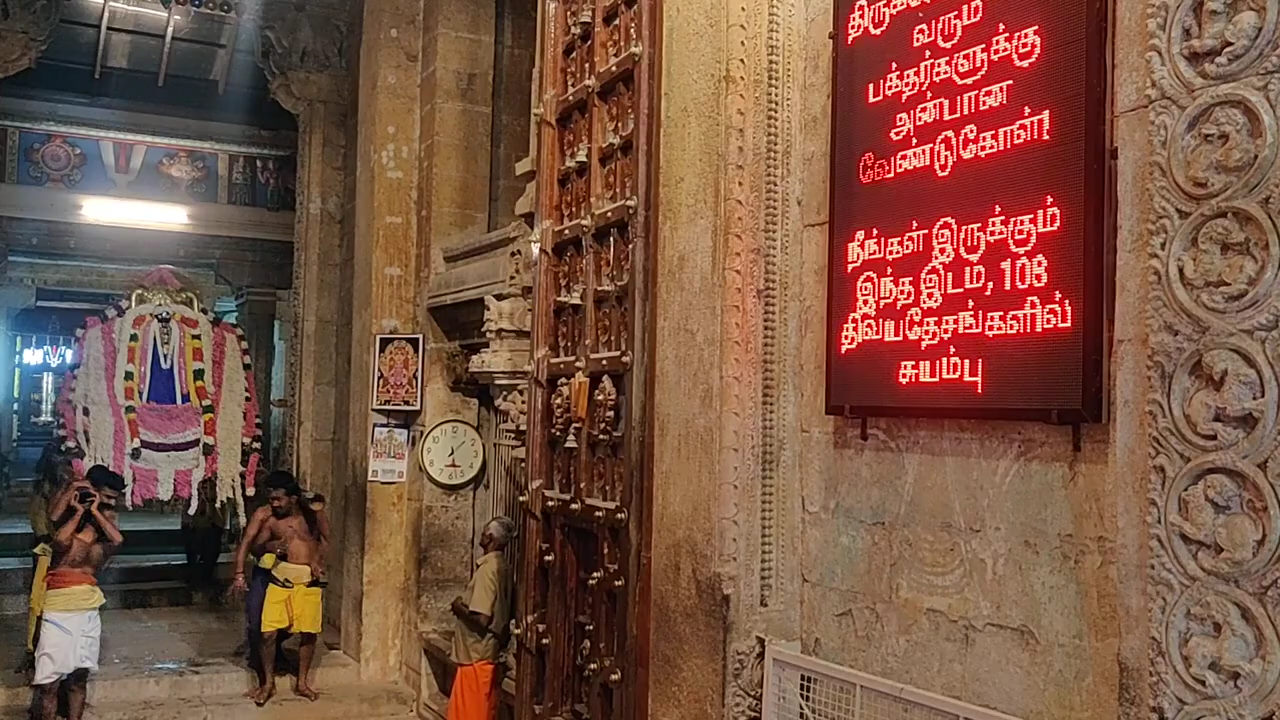 வரும்
பக்தர்களுக்கு
அன்பான
வேண்டுகோள்!
நீங்கள் இருக்கும்
இந்த இடம், 108
திவ்யதேசங்களில்
சுயம்பு